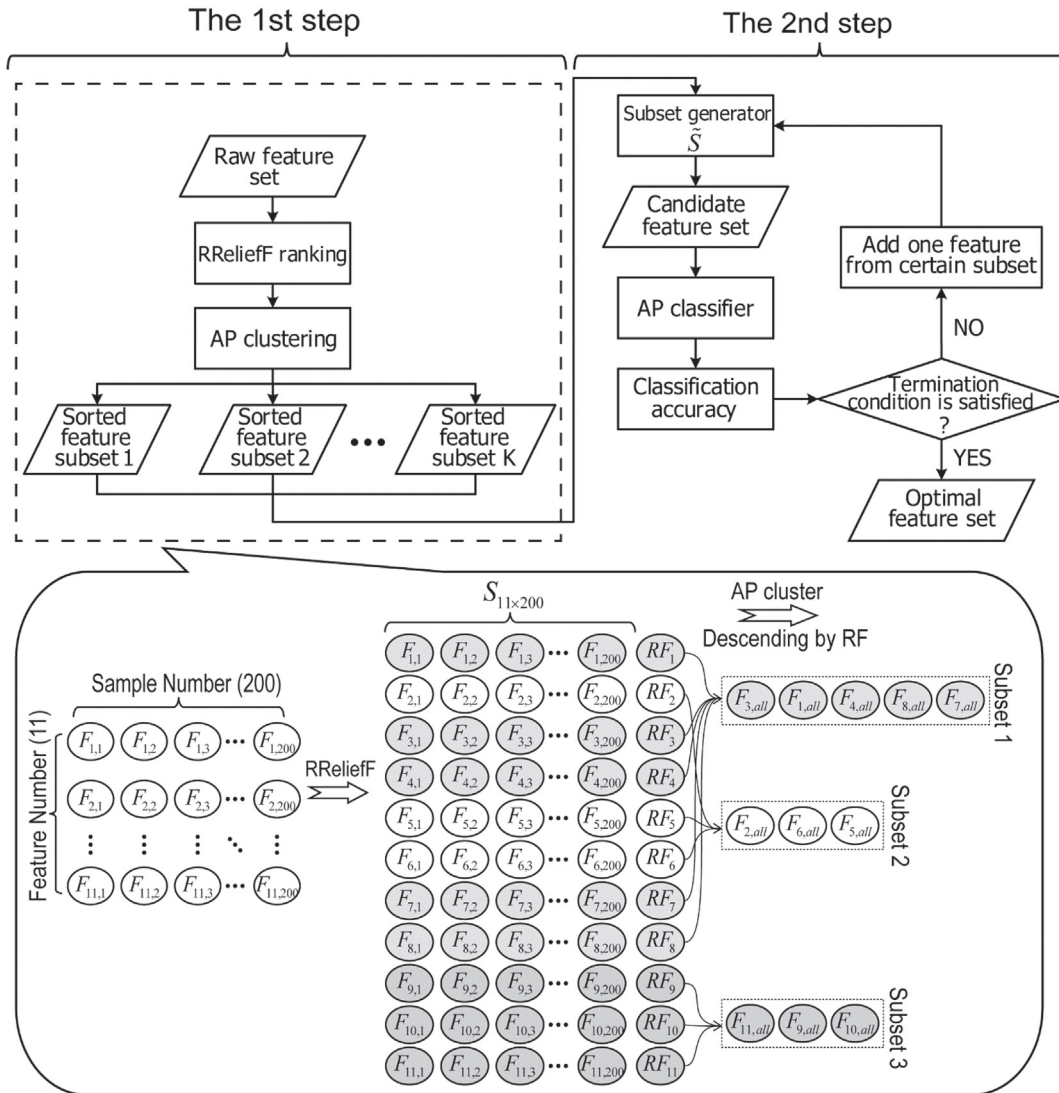 The 1st step
The 2nd step
Raw feature
set
RReliefF ranking
AP clustering
Sorted
feature
subset 1
Sorted
feature
subset 2
•••
Sorted
feature
subset K
Subset generator
S̃
Candidate
feature set
AP classifier
Classification
accuracy
Add one feature
from certain subset
NO
Termination
condition is satisfied
?
YES
Optimal
feature set
Sample Number (200)
Feature Number (11)
F1,1 F1,2 F1,3 ••• F1,200
F2,1 F2,2 F2,3 ••• F2,200
F11,1 F11,2 F11,3 ••• F11,200
RReliefF
S11×200
F1,1 F1,2 F1,3 ••• F1,200 RF1
F2,1 F2,2 F2,3 ••• F2,200 RF2
F3,1 F3,2 F3,3 ••• F3,200 RF3
F4,1 F4,2 F4,3 ••• F4,200 RF4
F5,1 F5,2 F5,3 ••• F5,200 RF5
F6,1 F6,2 F6,3 ••• F6,200 RF6
F7,1 F7,2 F7,3 ••• F7,200 RF7
F8,1 F8,2 F8,3 ••• F8,200 RF8
F9,1 F9,2 F9,3 ••• F9,200 RF9
F10,1 F10,2 F10,3 ••• F10,200 RF10
F11,1 F11,2 F11,3 ••• F11,200 RF11
AP cluster
Descending by RF
F3,all F1,all F4,all F8,all F7,all
Subset 1
F2,all F6,all F5,all
Subset 2
F11,all F9,all F10,all
Subset 3